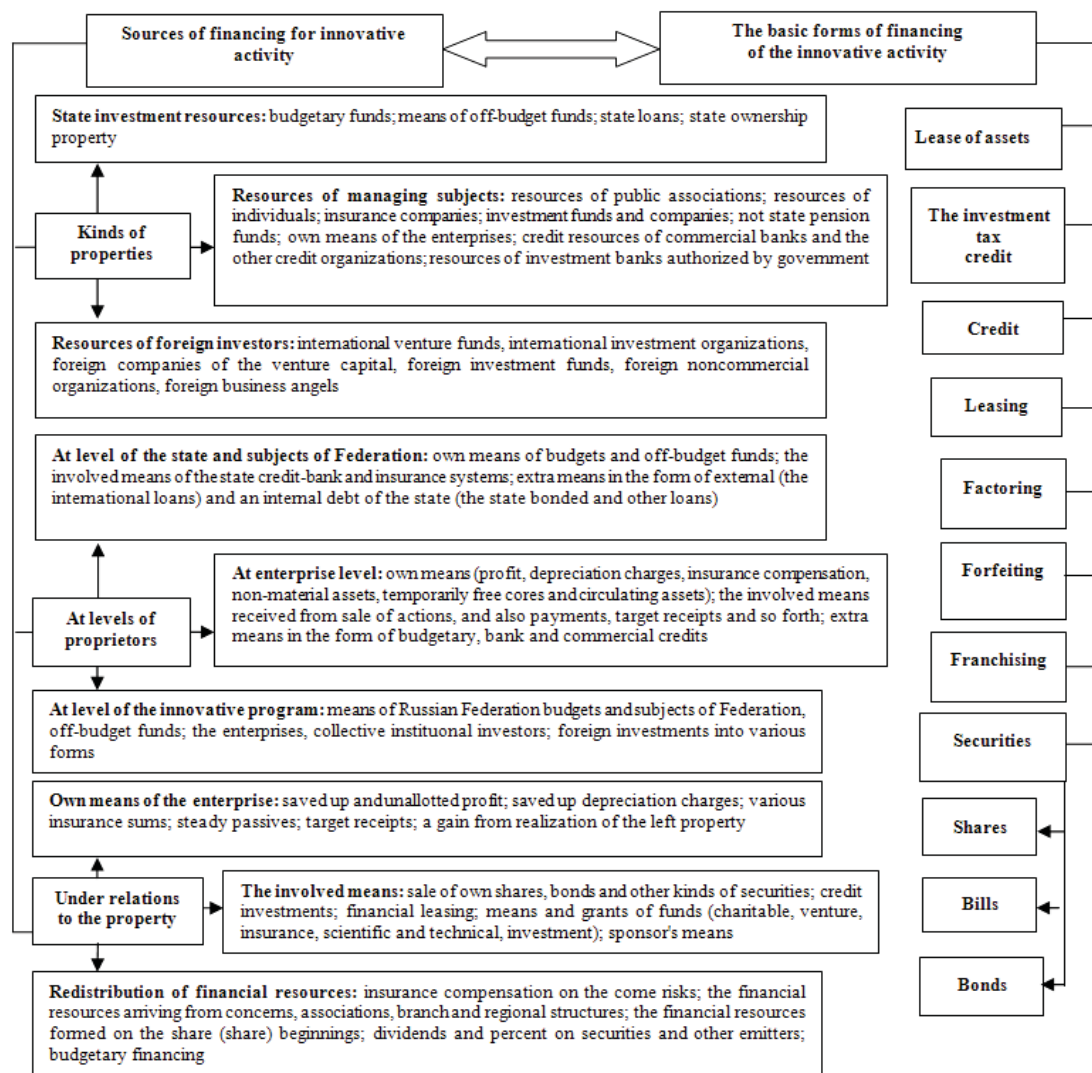 Sources of financing for innovative
activity
The basic forms of financing
of the innovative activity
State investment resources: budgetary funds; means of off-budget funds; state loans; state ownership
property
Kinds of
properties
Resources of managing subjects: resources of public associations; resources of
individuals; insurance companies; investment funds and companies; not state pension
funds; own means of the enterprises; credit resources of commercial banks and the
other credit organizations; resources of investment banks authorized by government
Resources of foreign investors: international venture funds, international investment organizations,
foreign companies of the venture capital, foreign investment funds, foreign noncommercial
organizations, foreign business angels
At level of the state and subjects of Federation: own means of budgets and off-budget funds; the
involved means of the state credit-bank and insurance systems; extra means in the form of external (the
international loans) and an internal debt of the state (the state bonded and other loans)
At levels of
proprietors
At enterprise level: own means (profit, depreciation charges, insurance compensation,
non-material assets, temporarily free cores and circulating assets); the involved means
received from sale of actions, and also payments, target receipts and so forth; extra
means in the form of budgetary, bank and commercial credits
At level of the innovative program: means of Russian Federation budgets and subjects of Federation,
off-budget funds; the enterprises, collective instituonal investors; foreign investments into various
forms
Own means of the enterprise: saved up and unallotted profit; saved up depreciation charges; various
insurance sums; steady passives; target receipts; a gain from realization of the left property
Under relations
to the property
The involved means: sale of own shares, bonds and other kinds of securities; credit
investments; financial leasing; means and grants of funds (charitable, venture,
insurance, scientific and technical, investment); sponsor's means
Redistribution of financial resources: insurance compensation on the come risks; the financial
resources arriving from concerns, associations, branch and regional structures; the financial resources
formed on the share (share) beginnings; dividends and percent on securities and other emitters;
budgetary financing
Lease of assets
The investment
tax
credit
Credit
Leasing
Factoring
Forfeiting
Franchising
Securities
Shares
Bills
Bonds